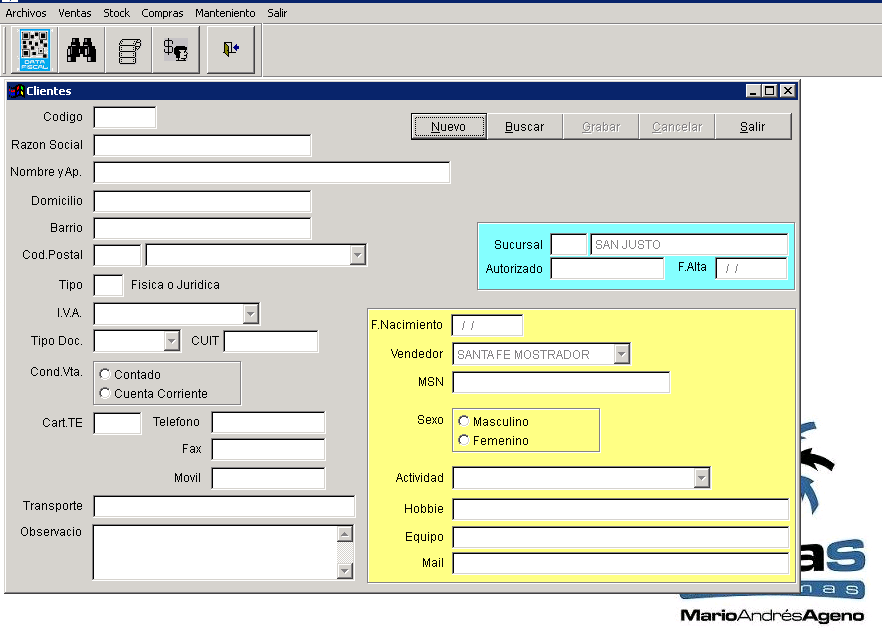 Archivos Ventas Stock Compras Manteniento Salir
DATA
FISCAL
Clientes
Codigo
Nuevo Buscar Grabar Cancelar Salir
Razon Social
Nombre yAp.
Domicilio
Barrio
Cod.Postal
Sucursal SAN JUSTO
Autorizado F.Alta / /
Tipo Fisica o Juridica
I.V.A.
Tipo Doc. CUIT
F.Nacimiento / /
Vendedor SANTA FE MOSTRADOR
MSN
Cond.Vta. Contado
Cuenta Corriente
Cart.TE Telefono
Fax
Movil
Sexo Masculino
Femenino
Actividad
Transporte
Hobbie
Observacio
Equipo
Mail
as
nas
MarioAndrésAgeno